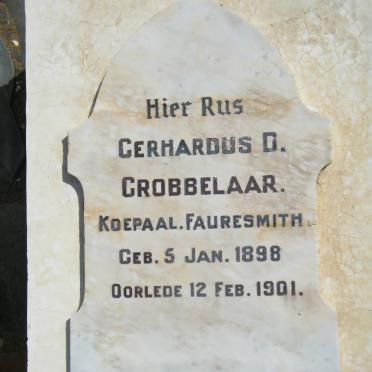 Hier Rus
GERHARDUS D.
GROBBELAAR.
KOEPAAL. FAURESMITH.
GEB. 5 JAN. 1898
OORLEDE 12 FEB. 1901.